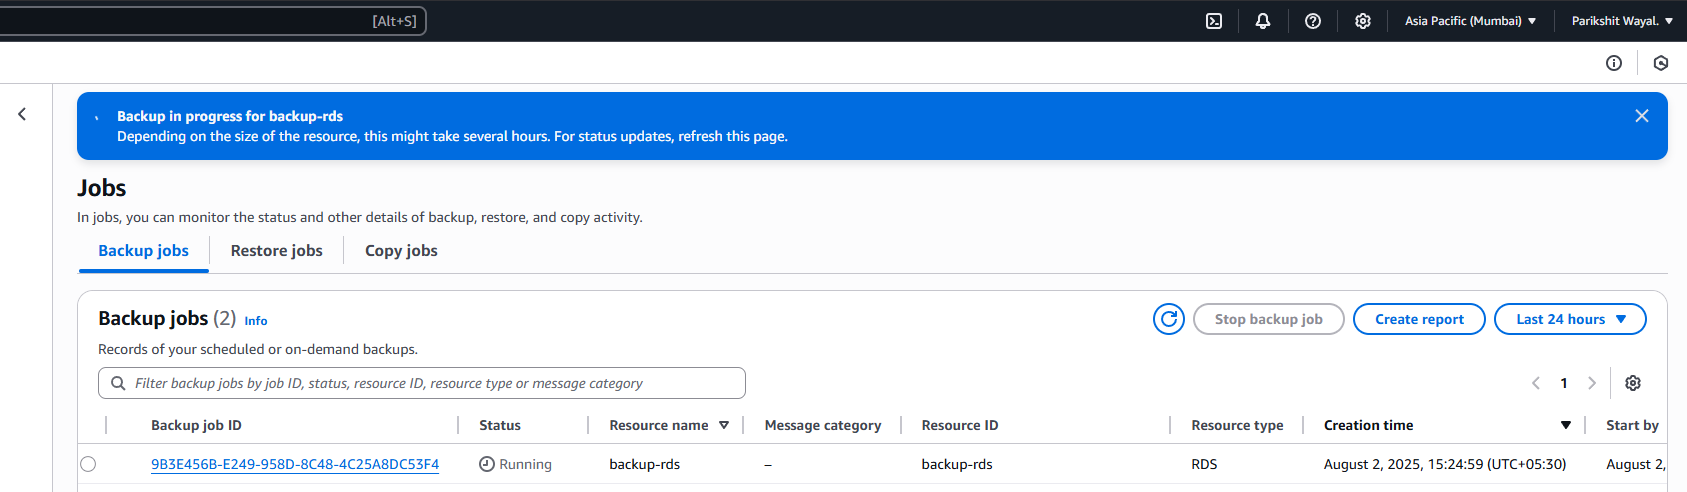 [Alt+S] Asia Pacific (Mumbai) Parikshit Wayal.
Backup in progress for backup-rds
Depending on the size of the resource, this might take several hours. For status updates, refresh this page.
Jobs
In jobs, you can monitor the status and other details of backup, restore, and copy activity.
Backup jobs Restore jobs Copy jobs
Backup jobs (2) Info Stop backup job Create report Last 24 hours
Records of your scheduled or on-demand backups.
Filter backup jobs by job ID, status, resource ID, resource type or message category 1
Backup job ID Status Resource name Message category Resource ID Resource type Creation time Start by
9B3E456B-E249-958D-8C48-4C25A8DC53F4 Running backup-rds – backup-rds RDS August 2, 2025, 15:24:59 (UTC+05:30) August 2,